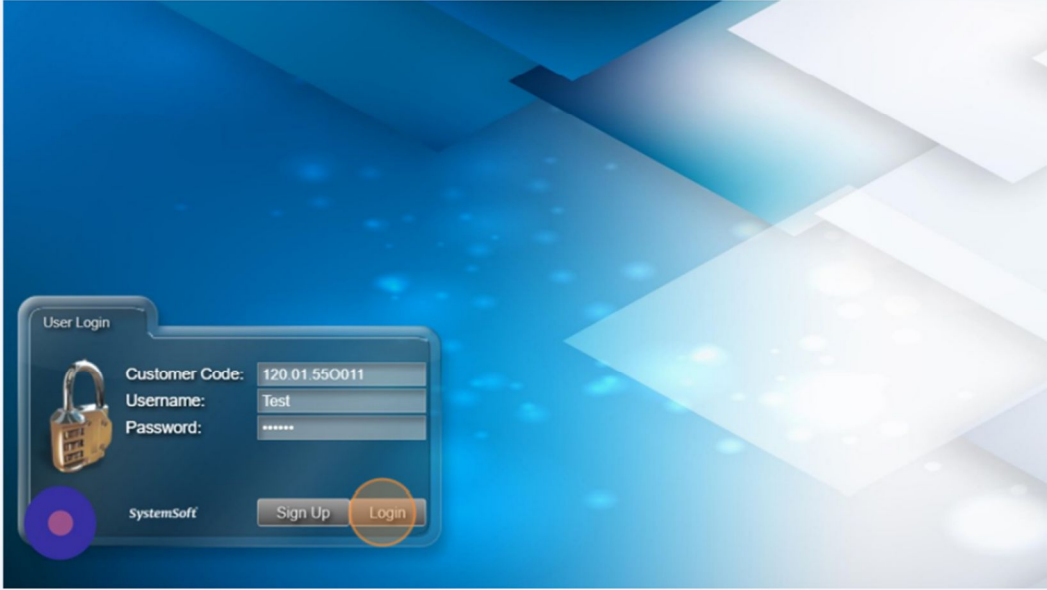 User Login
Customer Code: 120.01.55O011
Username: Test
Password: ••••••
SystemSoft
Sign Up Login